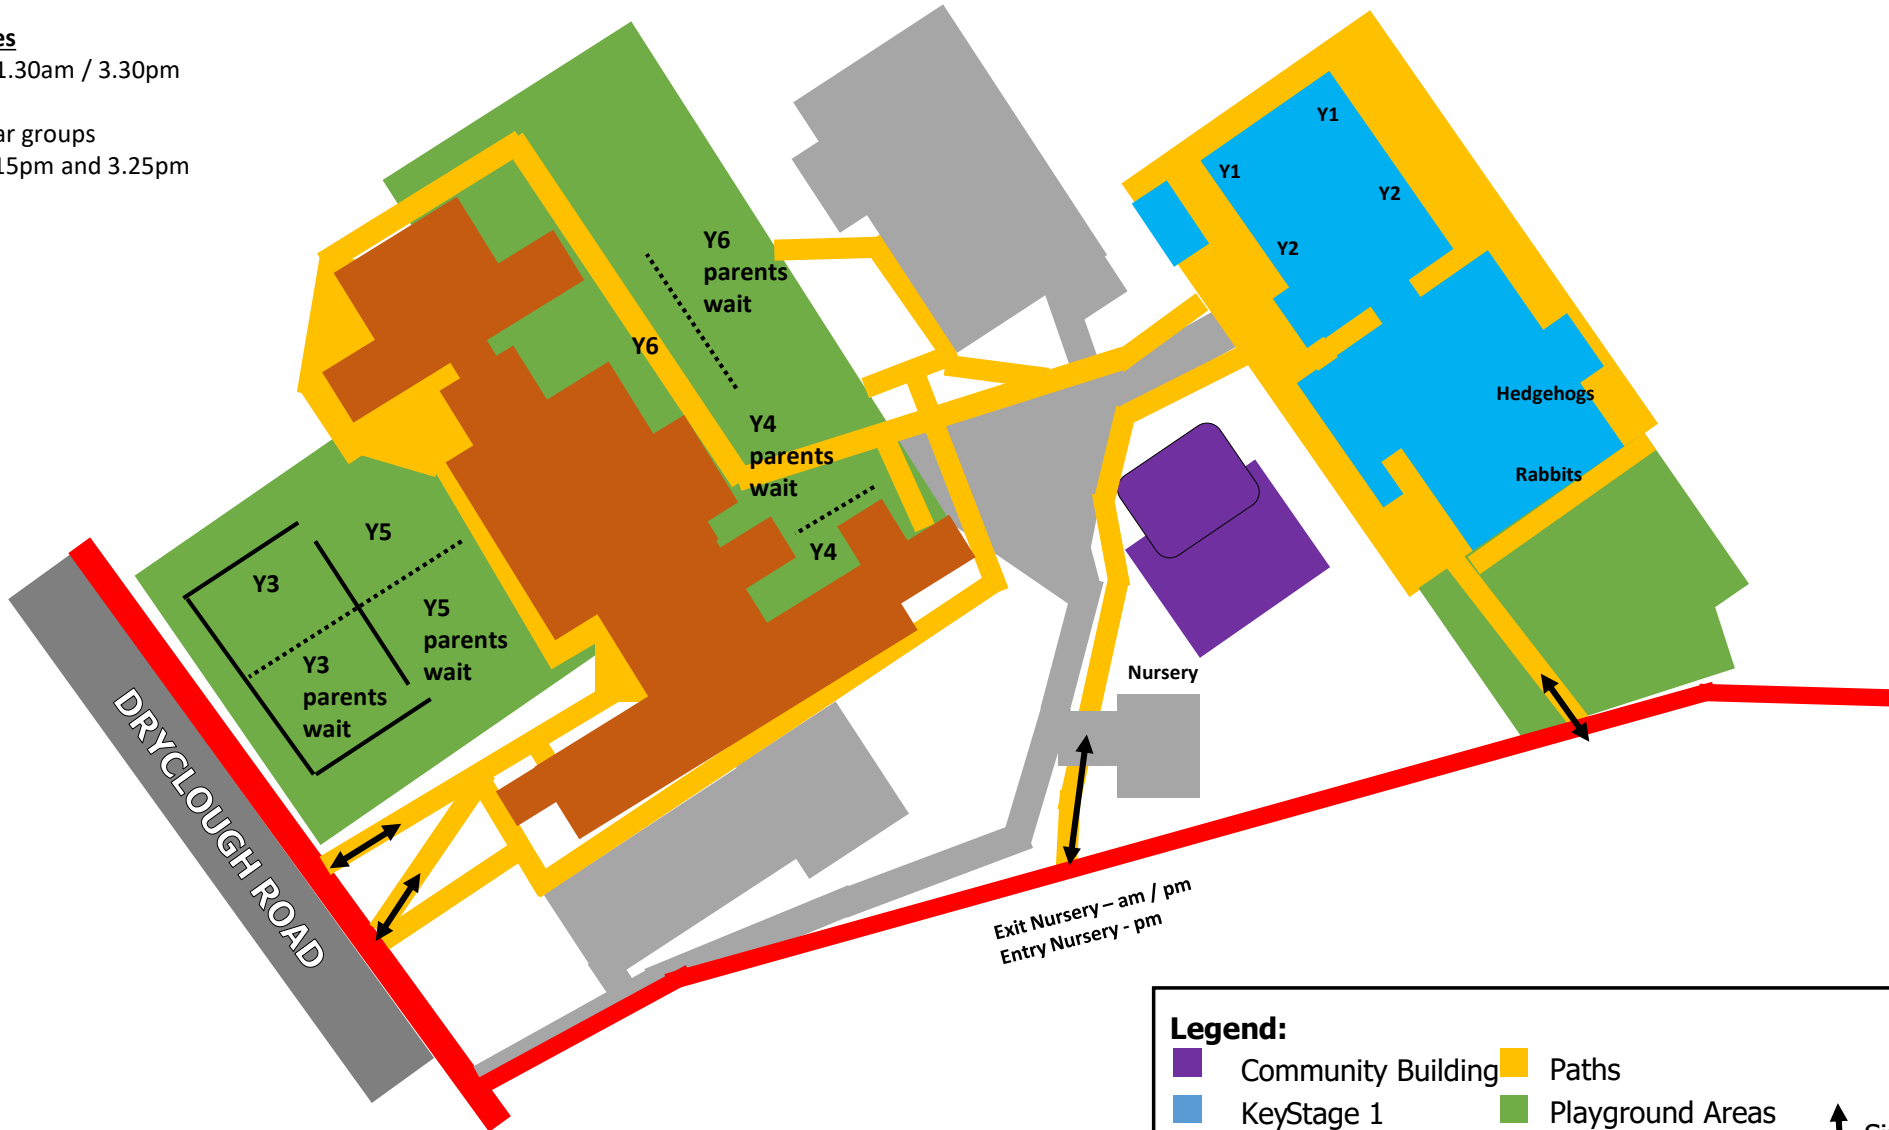 es
1.30am / 3.30pm
ar groups
15pm and 3.25pm
Y1
Y1
Y2
Y2
Y6
parents
wait
Y6
Hedgehogs
Rabbits
Y4
parents
wait
Y4
Y5
Y3
Y5
parents
wait
Y3
parents
wait
Nursery
DRYCLOUGH ROAD
Exit Nursery – am / pm
Entry Nursery - pm
Legend:
Community Building
Paths
KeyStage 1
Playground Areas